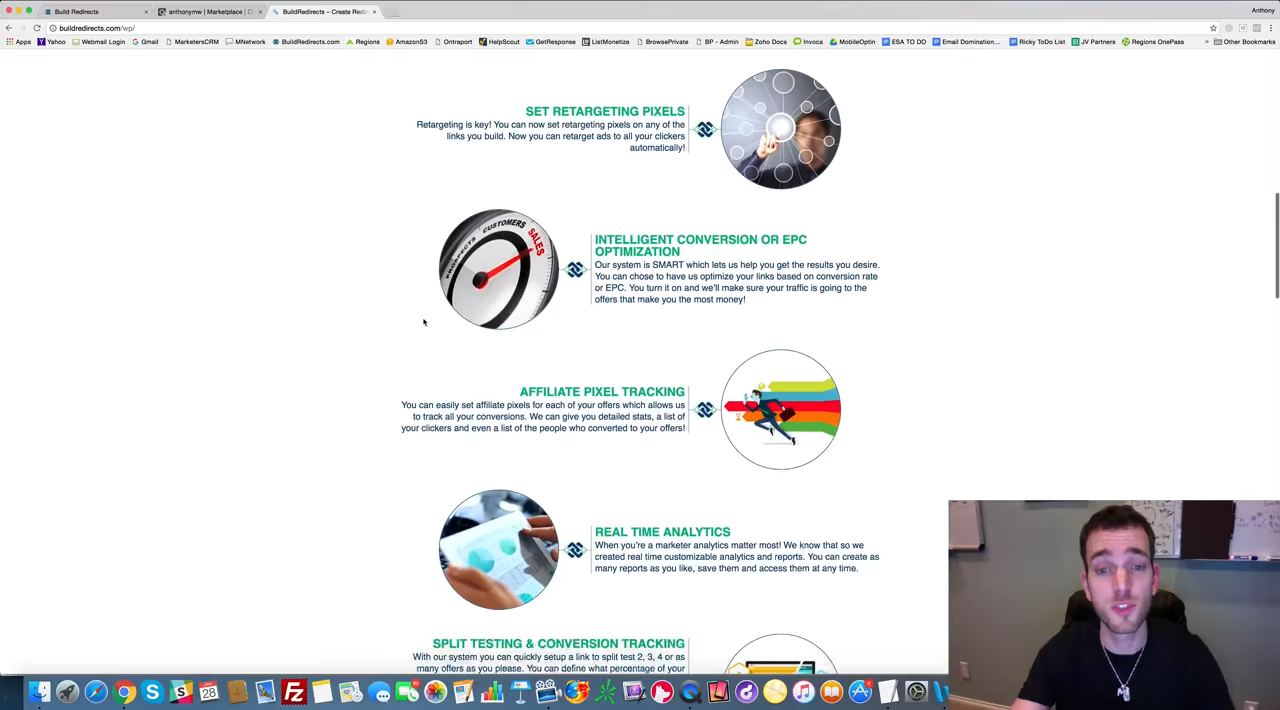 Build Redirects
anthonymw | Marketplace | C
BuildRedirects – Create Redi
Anthony
buildredirects.com/wp/
Apps Yahoo Webmail Login Gmail MarketersCRM MNetwork BuildRedirects.com Regions AmazonS3 Ontraport HelpScout GetResponse ListMonetize BrowsePrivate BP - Admin Zoho Docs Invoca MobileOptin ESA TO DO Email Domination... Ricky ToDo List JV Partners Regions OnePass » Other Bookmarks
SET RETARGETING PIXELS
Retargeting is key! You can now set retargeting pixels on any of the
links you build. Now you can retarget ads to all your clickers
automatically!
PROSPECTS CUSTOMERS SALES
INTELLIGENT CONVERSION OR EPC
OPTIMIZATION
Our system is SMART which lets us help you get the results you desire.
You can chose to have us optimize your links based on conversion rate
or EPC. You turn it on and we'll make sure your traffic is going to the
offers that make you the most money!
AFFILIATE PIXEL TRACKING
You can easily set affiliate pixels for each of your offers which allows us
to track all your conversions. We can give you detailed stats, a list of
your clickers and even a list of the people who converted to your offers!
REAL TIME ANALYTICS
When you're a marketer analytics matter most! We know that so we
created real time customizable analytics and reports. You can create as
many reports as you like, save them and access them at any time.
SPLIT TESTING & CONVERSION TRACKING
With our system you can quickly setup a link to split test 2, 3, 4 or as
many offers as you please. You can define what percentage of your
28